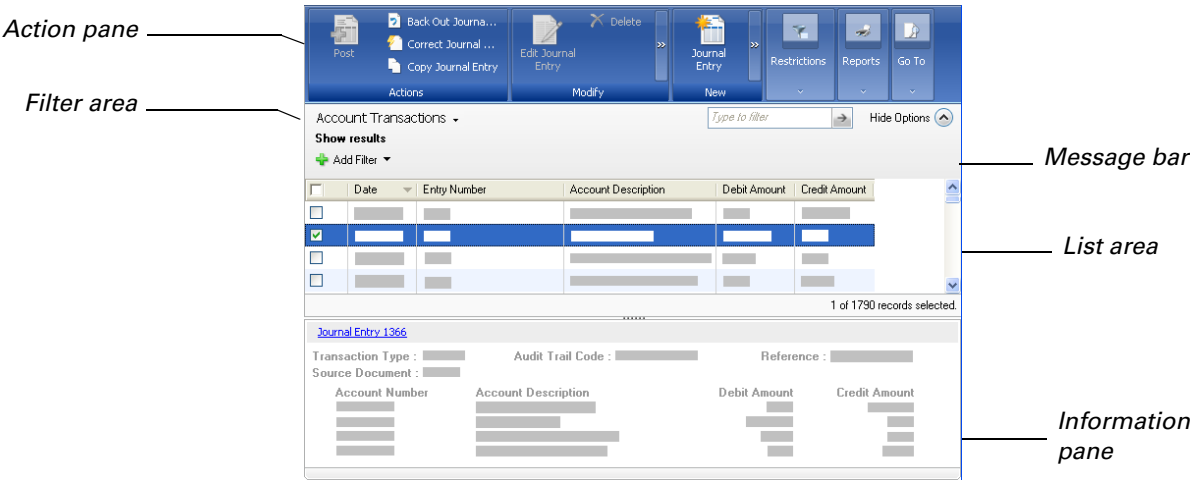 Action pane
Filter area
Post
Back Out Journa...
Correct Journal ...
Copy Journal Entry
Actions
Edit Journal
Entry
Delete
»
Modify
Journal
Entry
»
New
Restrictions
Reports
Go To
Account Transactions
Type to filter
Hide Options
Show results
Add Filter
Message bar
Date
Entry Number
Account Description
Debit Amount
Credit Amount
List area
1 of 1790 records selected.
Journal Entry 1366
Transaction Type :
Audit Trail Code :
Reference :
Source Document :
Account Number
Account Description
Debit Amount
Credit Amount
Information
pane